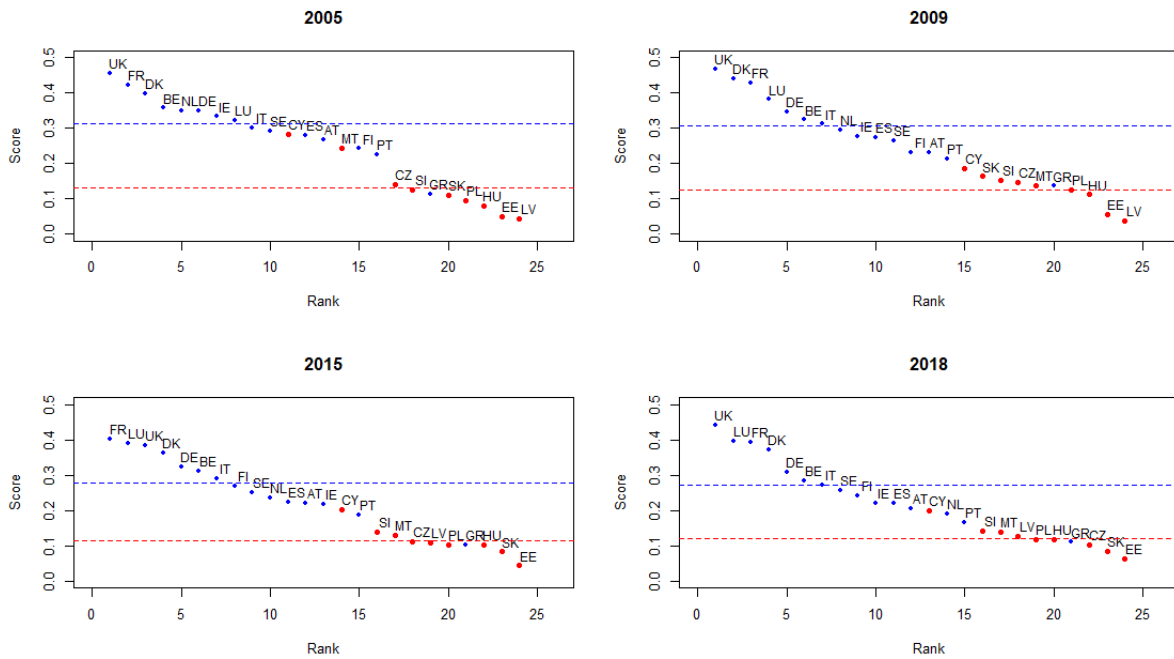 2005
Score
0.5
0.4
0.3
0.2
0.1
0.0
UK
FR
DK
BE
NL
DE
IE
LU
IT
SE
CY
ES
AT
MT
FI
PT
CZ
SI
GR
SK
PL
HU
EE
LV
0 5 10 15 20 25
Rank
2009
Score
0.5
0.4
0.3
0.2
0.1
0.0
UK
DK
FR
LU
DE
BE
IT
NL
IE
ES
SE
FI
AT
PT
CY
SK
SI
CZ
MT
GR
PL
HU
EE
LV
0 5 10 15 20 25
Rank
2015
Score
0.5
0.4
0.3
0.2
0.1
0.0
FR
LU
UK
DK
DE
BE
IT
FI
SE
NL
ES
AT
IE
CY
PT
SI
MT
CZ
LV
PL
GR
HU
SK
EE
0 5 10 15 20 25
Rank
2018
Score
0.5
0.4
0.3
0.2
0.1
0.0
UK
LU
FR
DK
DE
BE
IT
SE
FI
IE
ES
AT
CY
NL
PT
SI
MT
LV
PL
HU
GR
CZ
SK
EE
0 5 10 15 20 25
Rank